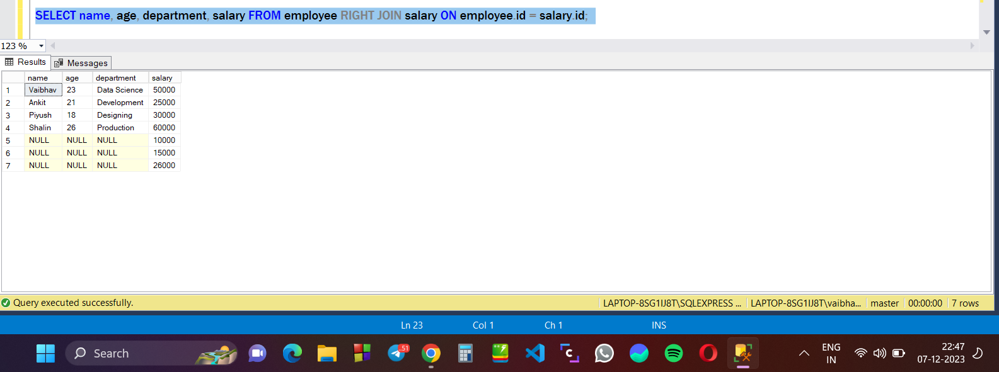 SELECT name, age, department, salary FROM employee RIGHT JOIN salary ON employee.id = salary.id;
123 %
Results Messages
name age department salary
1 Vaibhav 23 Data Science 50000
2 Ankit 21 Development 25000
3 Piyush 18 Designing 30000
4 Shalin 26 Production 60000
5 NULL NULL NULL 10000
6 NULL NULL NULL 15000
7 NULL NULL NULL 26000
Query executed successfully. LAPTOP-8SG1IJ8T\SQLEXPRESS ... LAPTOP-8SG1IJ8T\vaibha... master 00:00:00 7 rows
Ln 23 Col 1 Ch 1 INS
Search ..51 ENG 22:47
IN 07-12-2023